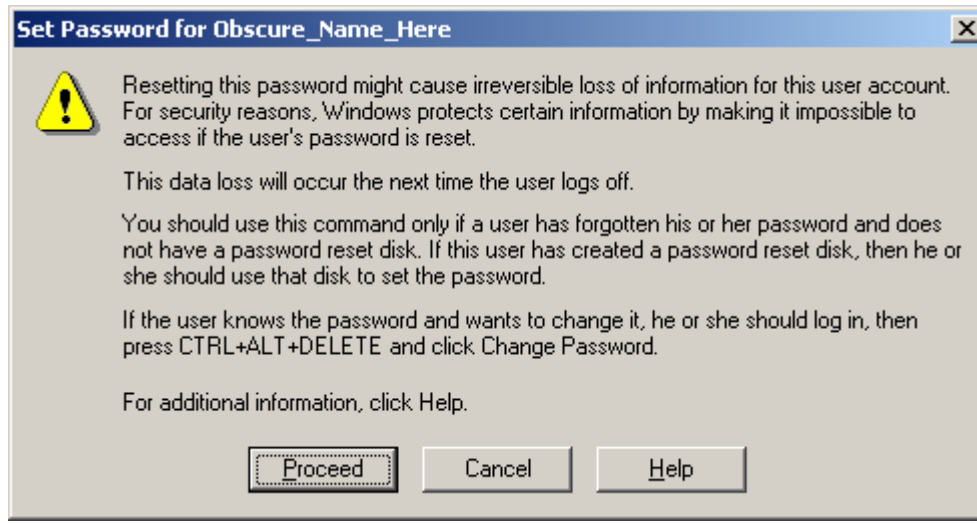 Set Password for Obscure_Name_Here
Resetting this password might cause irreversible loss of information for this user account.
For security reasons, Windows protects certain information by making it impossible to
access if the user's password is reset.
This data loss will occur the next time the user logs off.
You should use this command only if a user has forgotten his or her password and does
not have a password reset disk. If this user has created a password reset disk, then he or
she should use that disk to set the password.
If the user knows the password and wants to change it, he or she should log in, then
press CTRL+ALT+DELETE and click Change Password.
For additional information, click Help.
Proceed Cancel Help